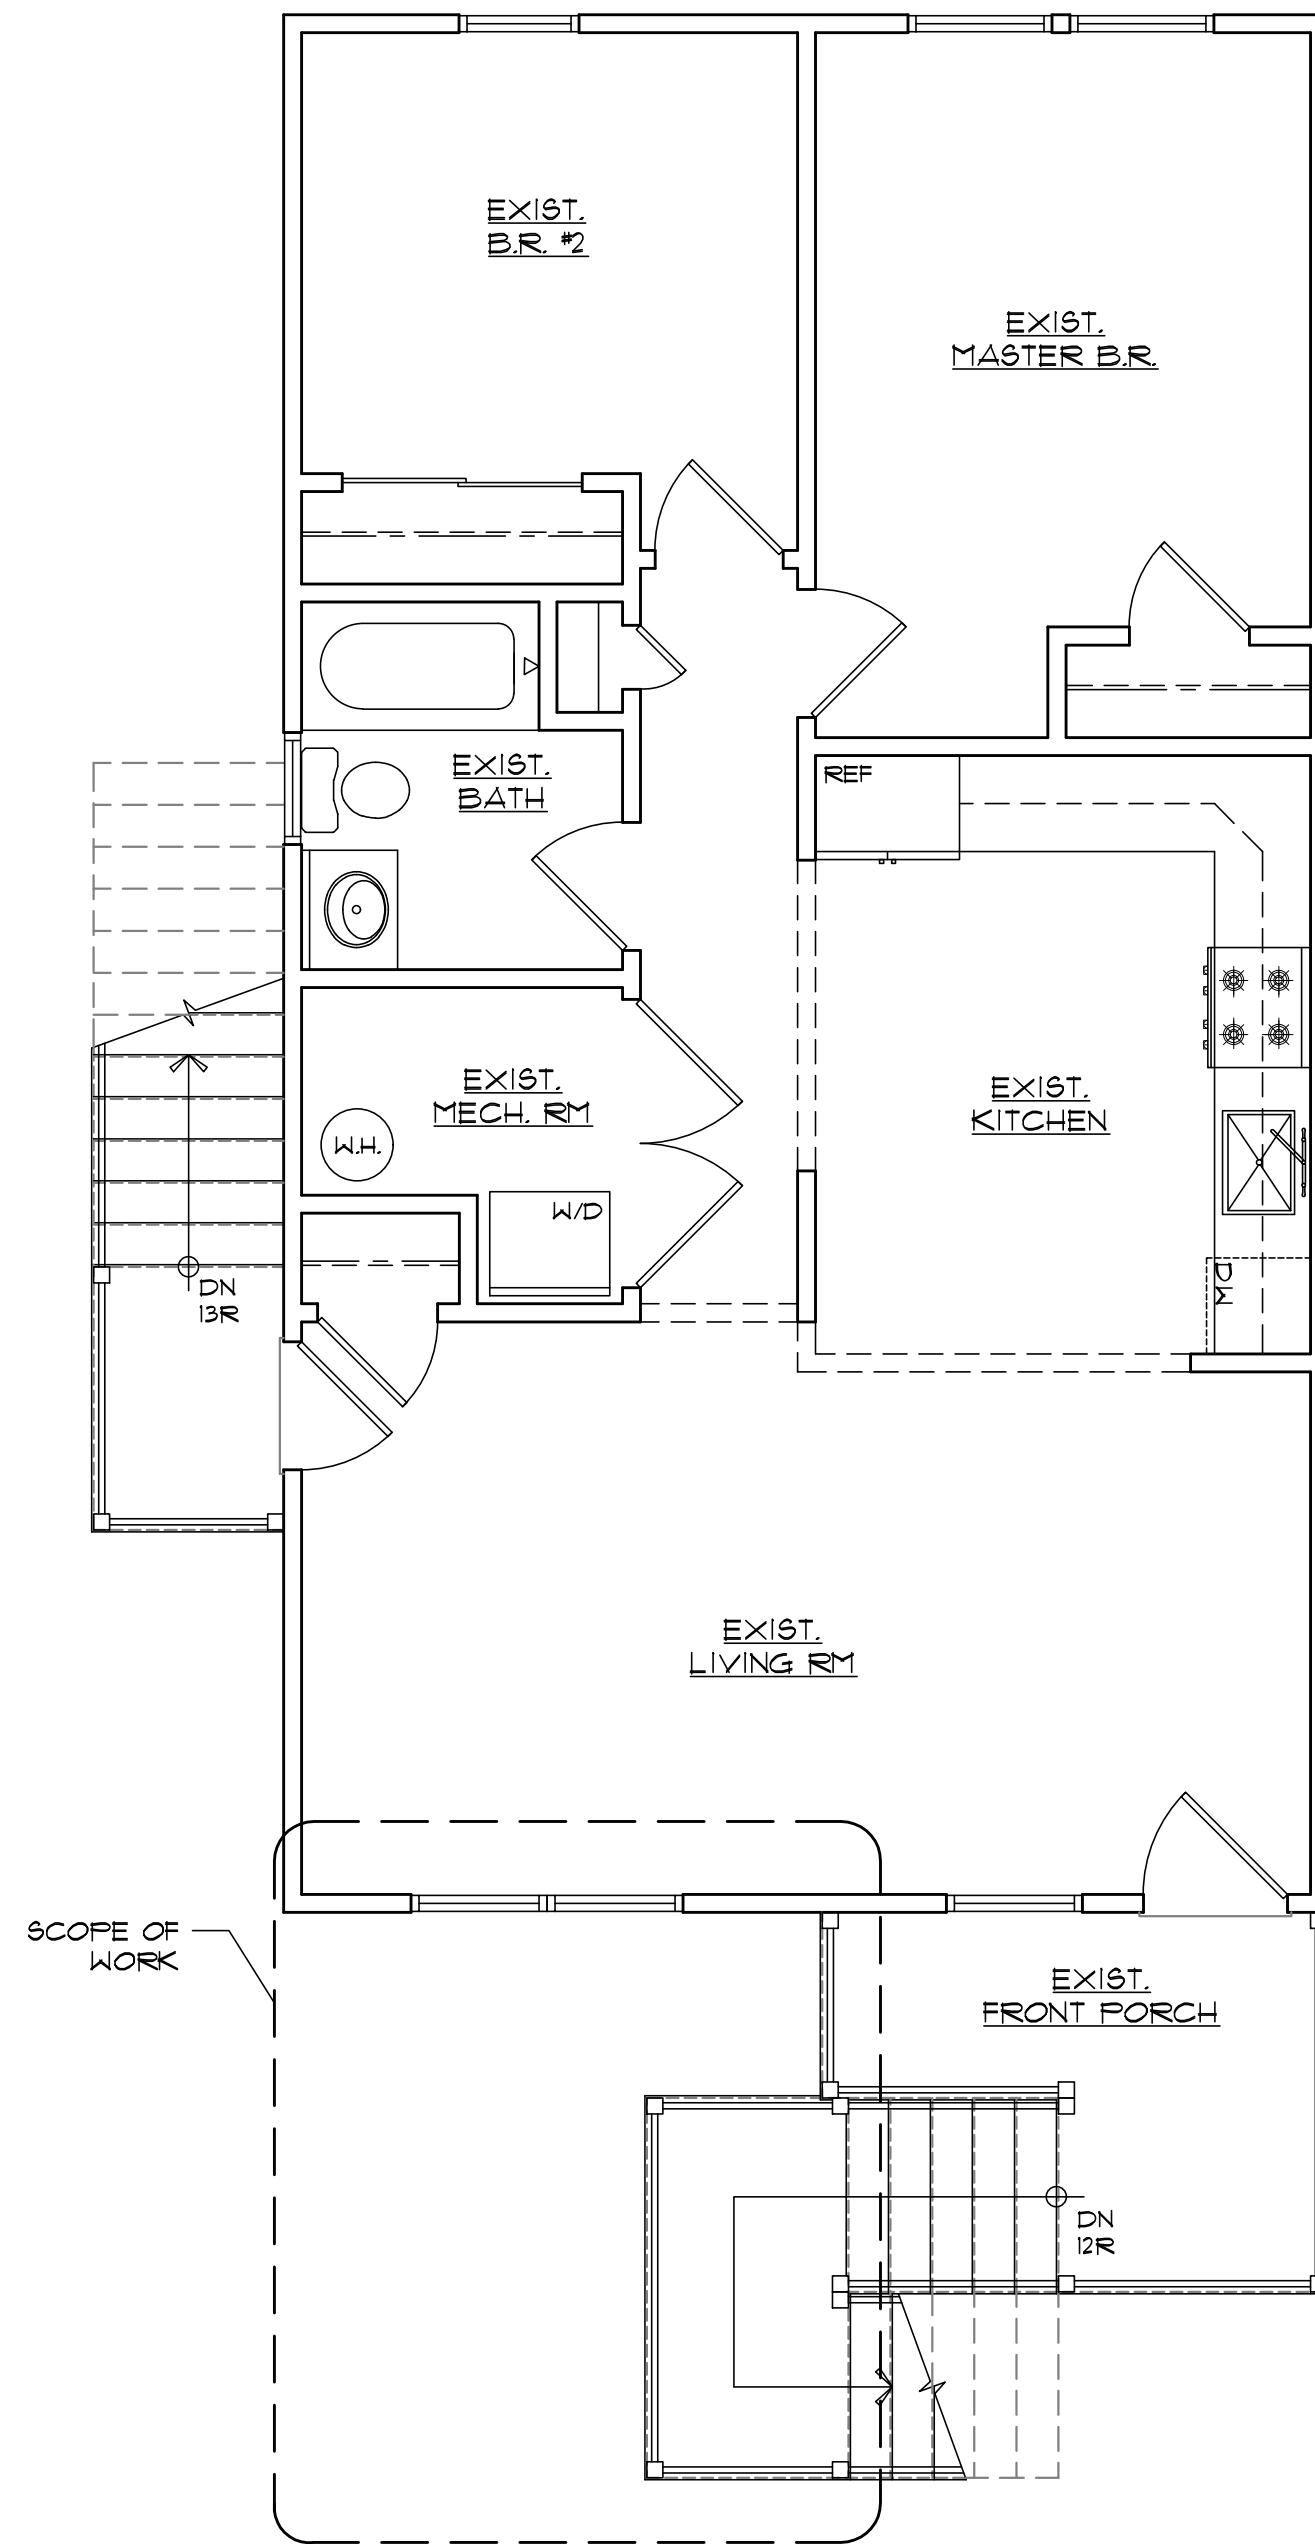 EXIST.
B.R. #2
EXIST.
MASTER B.R.
EXIST.
BATH
REF
EXIST.
MECH. RM
W.H.
W/D
EXIST.
KITCHEN
DW
DN
13R
EXIST.
LIVING RM
SCOPE OF
WORK
EXIST.
FRONT PORCH
DN
12R